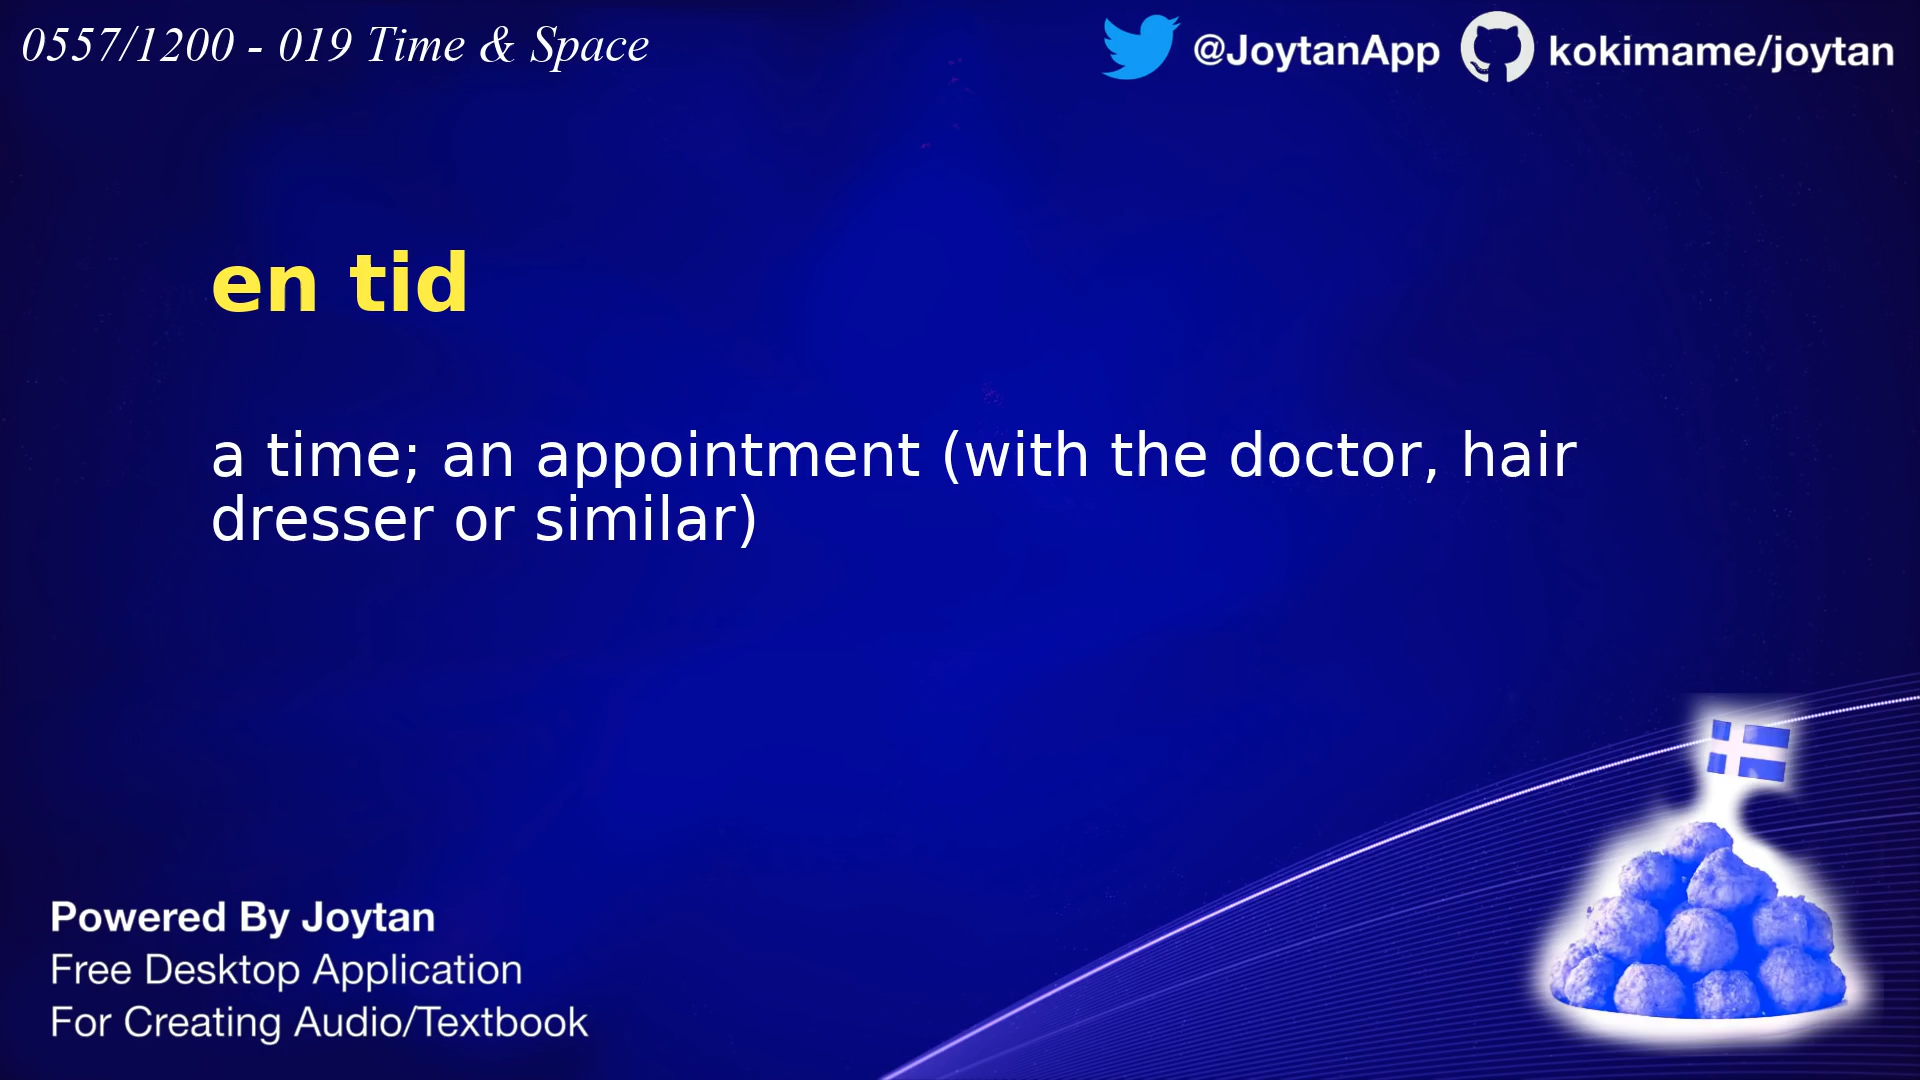 0557/1200 - 019 Time & Space
@JoytanApp
kokimame/joytan
en tid
a time; an appointment (with the doctor, hair
dresser or similar)
Powered By Joytan
Free Desktop Application
For Creating Audio/Textbook